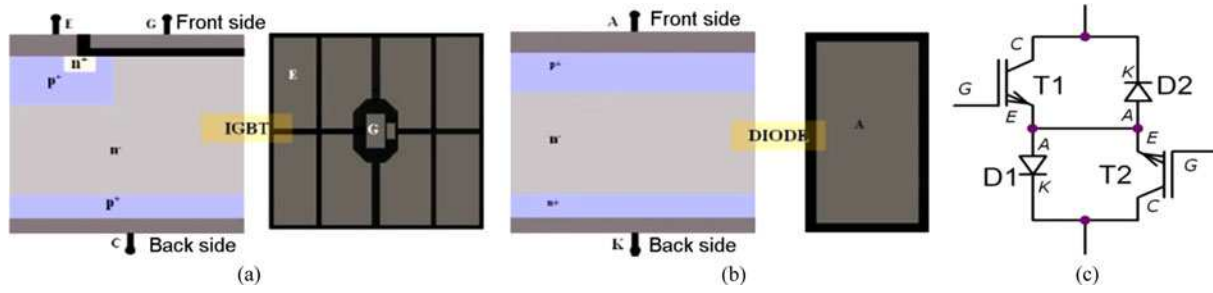 E G Front side
n+
p+
IGBT
n-
p+
C Back side
(a)
E
G
A Front side
p+
n-
DIODE
n+
K Back side
(b)
A
C
K
G T1 D2
E A
A E
D1 T2 G
K C
(c)